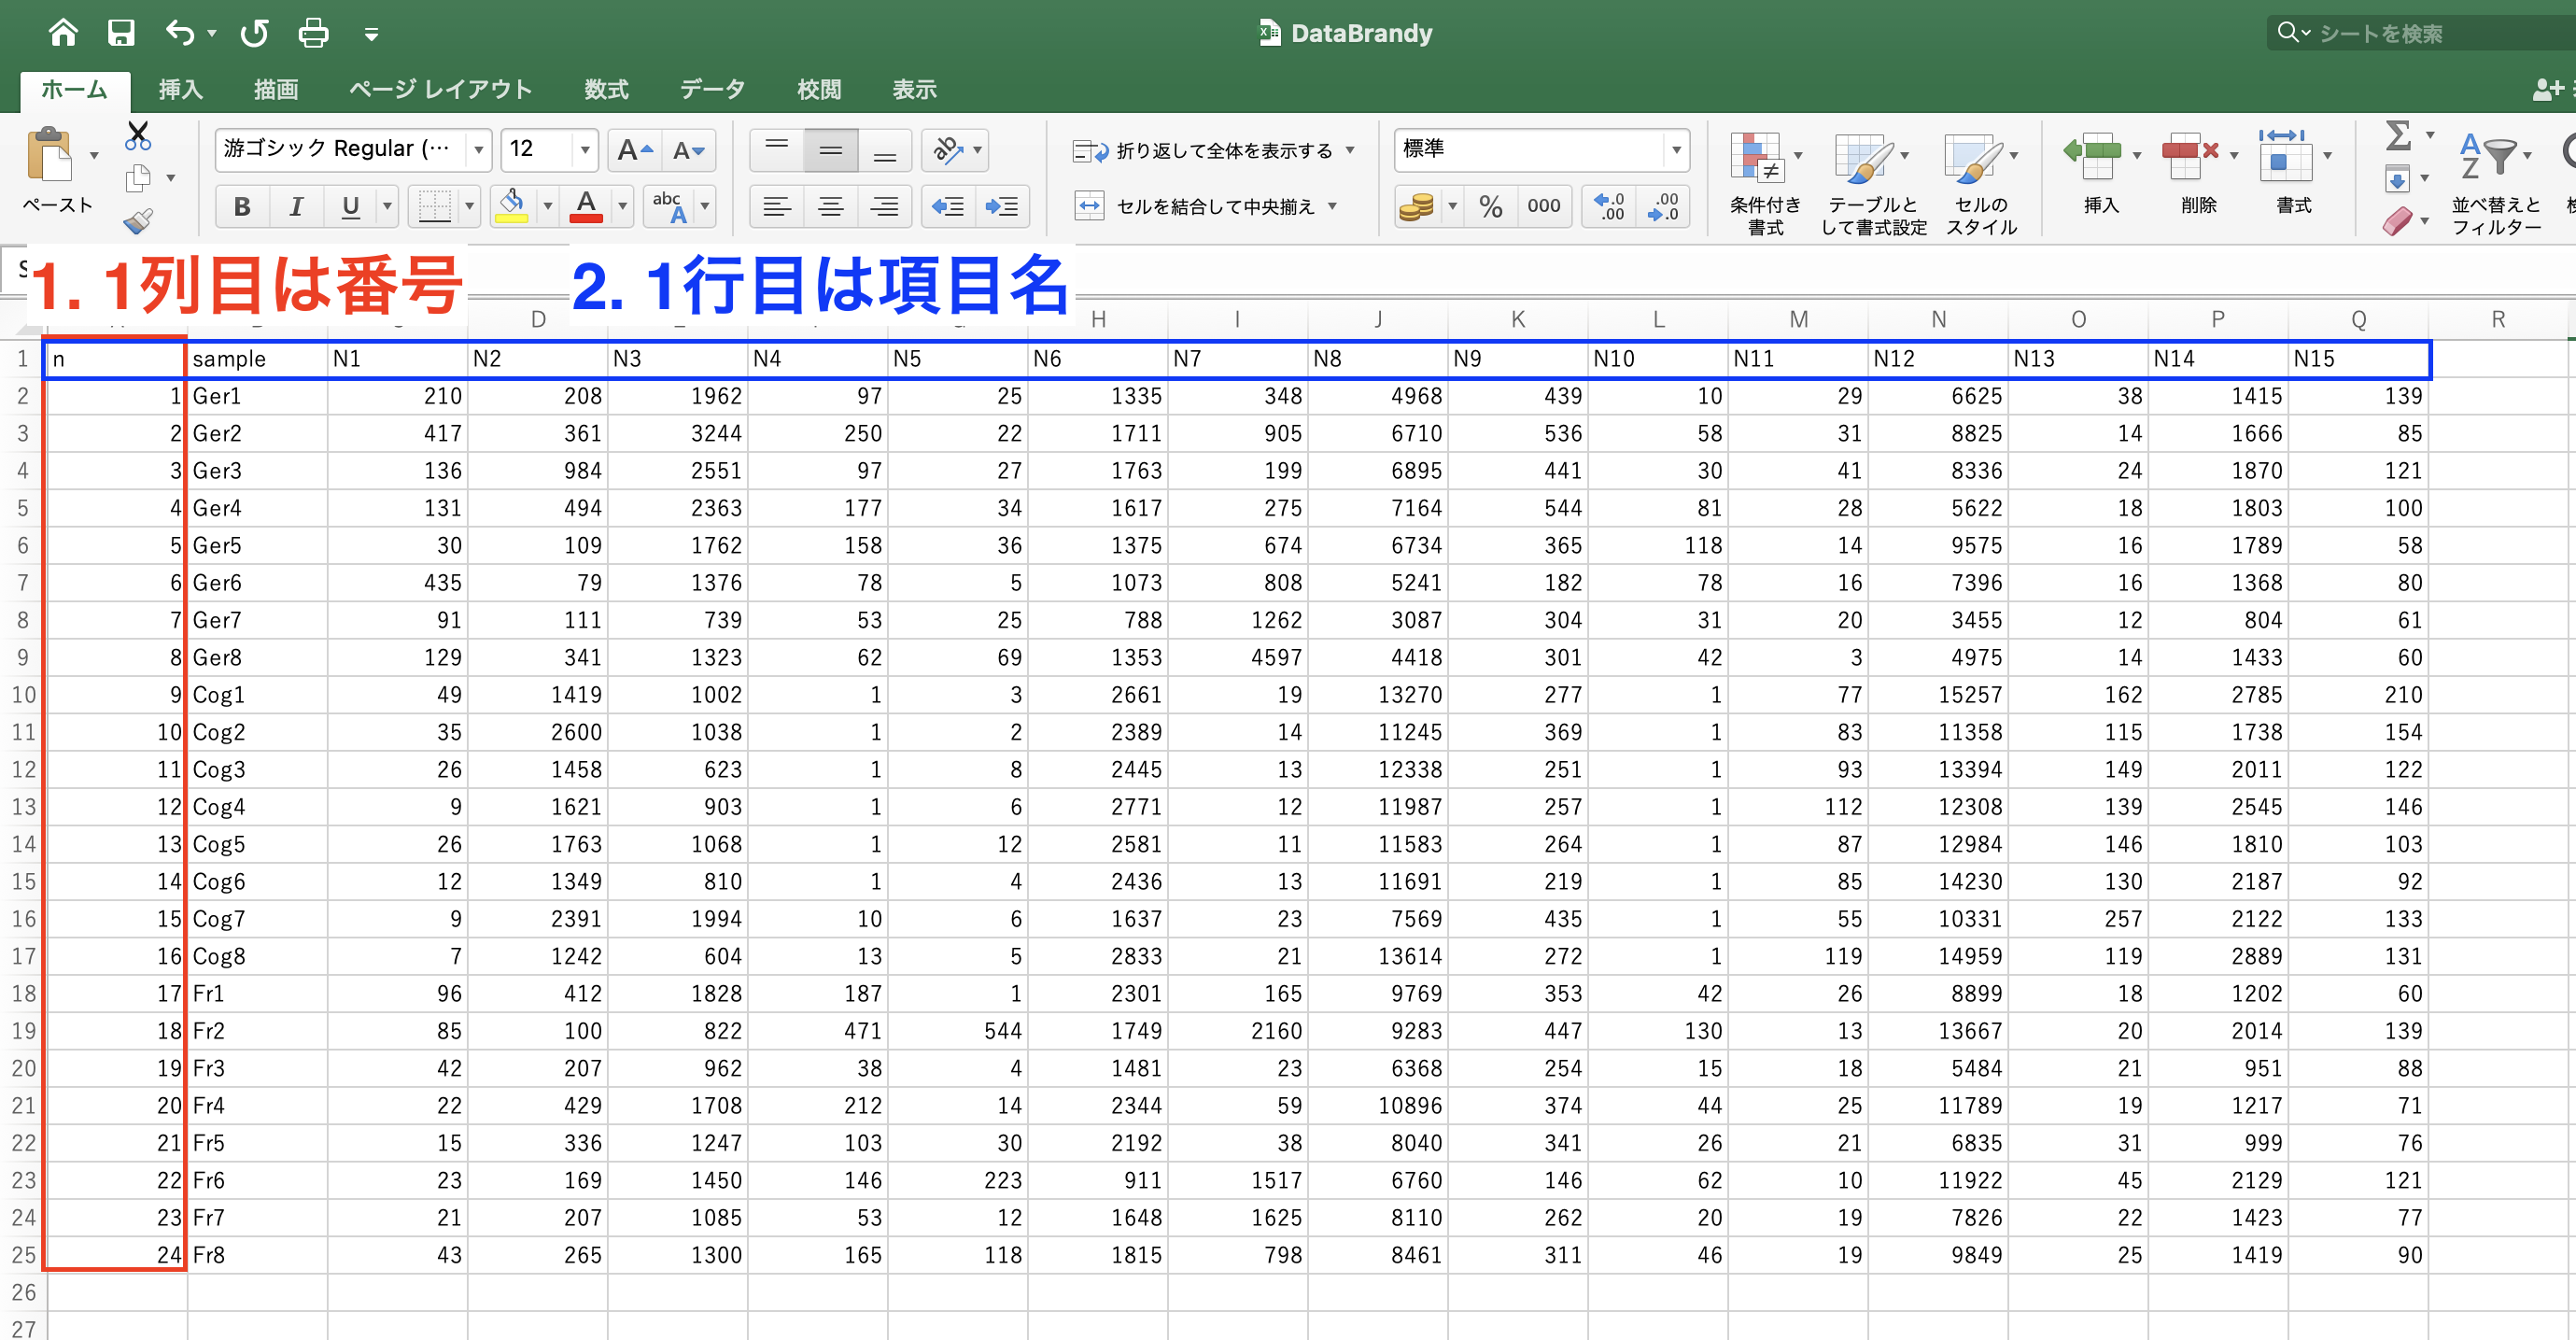 DataBrandy
シートを検索
ホーム 挿入 描画 ページ レイアウト 数式 データ 校閲 表示
ペースト
游ゴシック Regular (… 12 A A
B I U A abc A
ab
折り返して全体を表示する
セルを結合して中央揃え
標準
% 000 .0 .00 .00 .0
条件付き 書式
テーブルと して書式設定
セルの スタイル
挿入
削除
書式
並べ替えと フィルター
S
1. 1列目は番号
2. 1行目は項目名
D H I J K L M N O P Q R
1 n sample N1 N2 N3 N4 N5 N6 N7 N8 N9 N10 N11 N12 N13 N14 N15
2 1 Ger1 210 208 1962 97 25 1335 348 4968 439 10 29 6625 38 1415 139
3 2 Ger2 417 361 3244 250 22 1711 905 6710 536 58 31 8825 14 1666 85
4 3 Ger3 136 984 2551 97 27 1763 199 6895 441 30 41 8336 24 1870 121
5 4 Ger4 131 494 2363 177 34 1617 275 7164 544 81 28 5622 18 1803 100
6 5 Ger5 30 109 1762 158 36 1375 674 6734 365 118 14 9575 16 1789 58
7 6 Ger6 435 79 1376 78 5 1073 808 5241 182 78 16 7396 16 1368 80
8 7 Ger7 91 111 739 53 25 788 1262 3087 304 31 20 3455 12 804 61
9 8 Ger8 129 341 1323 62 69 1353 4597 4418 301 42 3 4975 14 1433 60
10 9 Cog1 49 1419 1002 1 3 2661 19 13270 277 1 77 15257 162 2785 210
11 10 Cog2 35 2600 1038 1 2 2389 14 11245 369 1 83 11358 115 1738 154
12 11 Cog3 26 1458 623 1 8 2445 13 12338 251 1 93 13394 149 2011 122
13 12 Cog4 9 1621 903 1 6 2771 12 11987 257 1 112 12308 139 2545 146
14 13 Cog5 26 1763 1068 1 12 2581 11 11583 264 1 87 12984 146 1810 103
15 14 Cog6 12 1349 810 1 4 2436 13 11691 219 1 85 14230 130 2187 92
16 15 Cog7 9 2391 1994 10 6 1637 23 7569 435 1 55 10331 257 2122 133
17 16 Cog8 7 1242 604 13 5 2833 21 13614 272 1 119 14959 119 2889 131
18 17 Fr1 96 412 1828 187 1 2301 165 9769 353 42 26 8899 18 1202 60
19 18 Fr2 85 100 822 471 544 1749 2160 9283 447 130 13 13667 20 2014 139
20 19 Fr3 42 207 962 38 4 1481 23 6368 254 15 18 5484 21 951 88
21 20 Fr4 22 429 1708 212 14 2344 59 10896 374 44 25 11789 19 1217 71
22 21 Fr5 15 336 1247 103 30 2192 38 8040 341 26 21 6835 31 999 76
23 22 Fr6 23 169 1450 146 223 911 1517 6760 146 62 10 11922 45 2129 121
24 23 Fr7 21 207 1085 53 12 1648 1625 8110 262 20 19 7826 22 1423 77
25 24 Fr8 43 265 1300 165 118 1815 798 8461 311 46 19 9849 25 1419 90
26
27